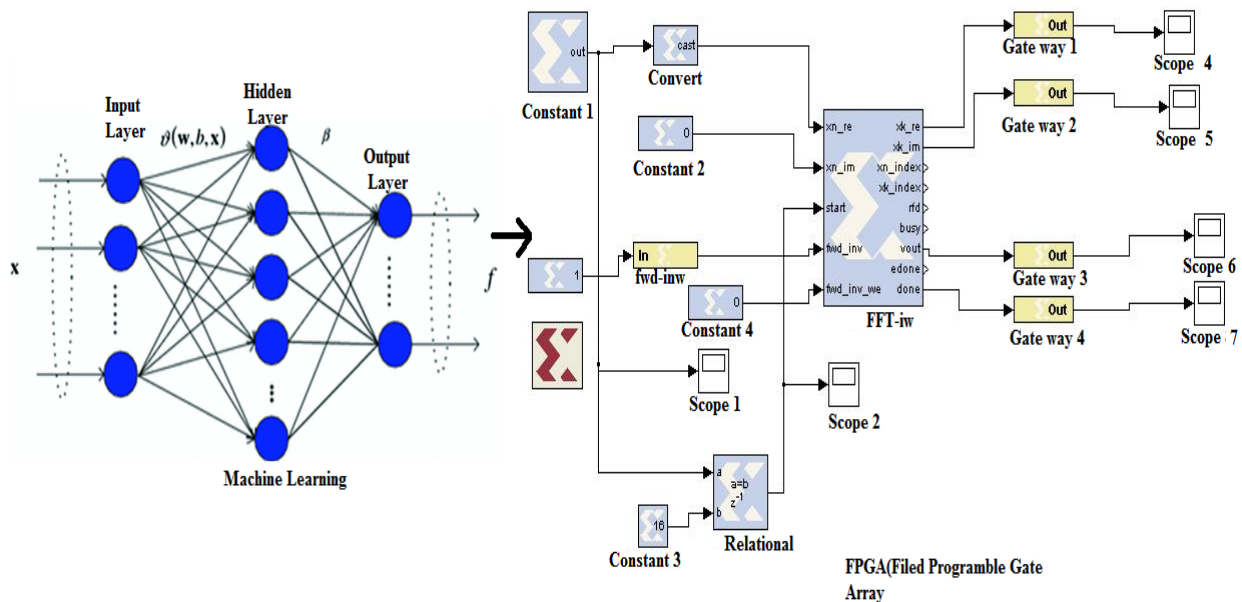 Input
Layer
ϑ(w,b,x)
Hidden
Layer
β
Output
Layer
x
f
Machine Learning
out
Constant 1
cast
Convert
0
Constant 2
1
In
fwd-inw
0
Constant 4
xn_re
xn_im
start
fwd_inv
fwd_inv_we
xk_re
xk_im
xn_index
xk_index
rfd
busy
vout
edone
done
FFT-iw
Out
Gate way 1
Scope 4
Out
Gate way 2
Scope 5
Out
Gate way 3
Scope 6
Out
Gate way 4
Scope 7
Scope 1
Scope 2
a
b
a=b
z⁻¹
Relational
16
Constant 3
FPGA(Filed Programble Gate
Array